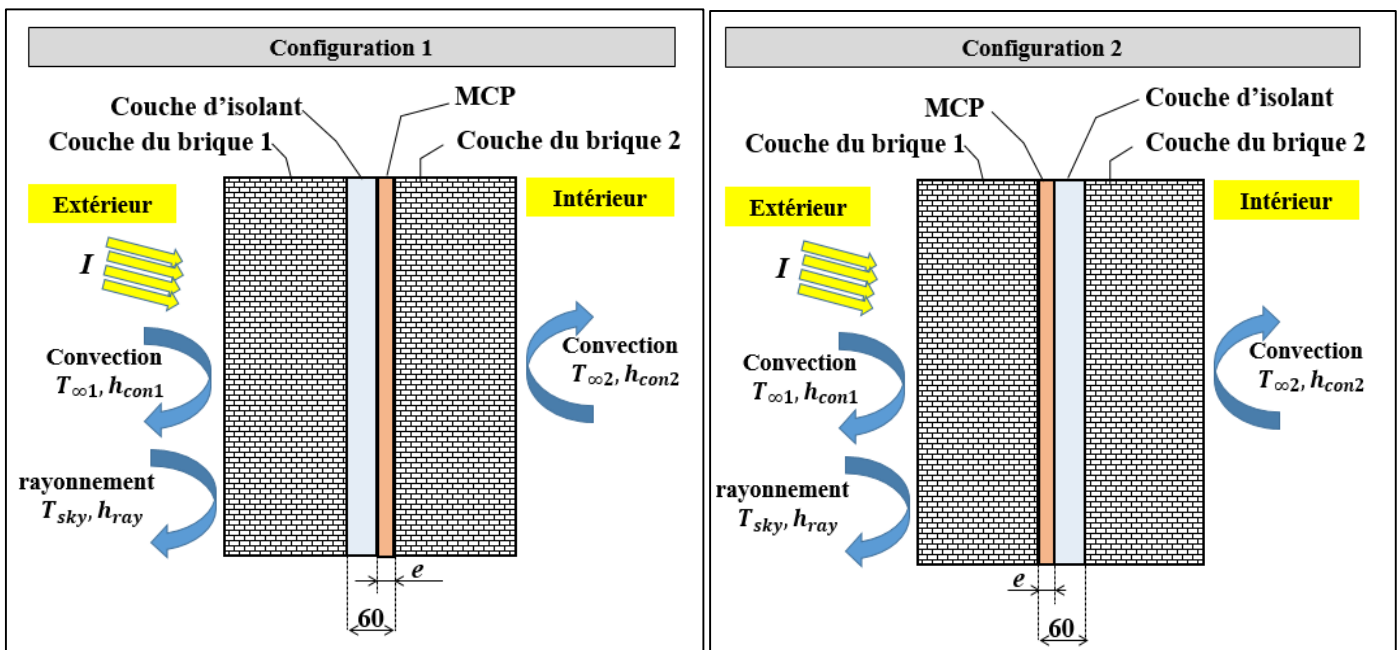 Configuration 1
MCP
Couche d'isolant
Couche du brique 1
Couche du brique 2
Extérieur
Intérieur
I
Convection
T∞1, hcon1
Convection
T∞2, hcon2
rayonnement
Tsky, hray
e
60
Configuration 2
Couche d'isolant
MCP
Couche du brique 1
Couche du brique 2
Extérieur
Intérieur
I
Convection
T∞1, hcon1
Convection
T∞2, hcon2
rayonnement
Tsky, hray
e
60